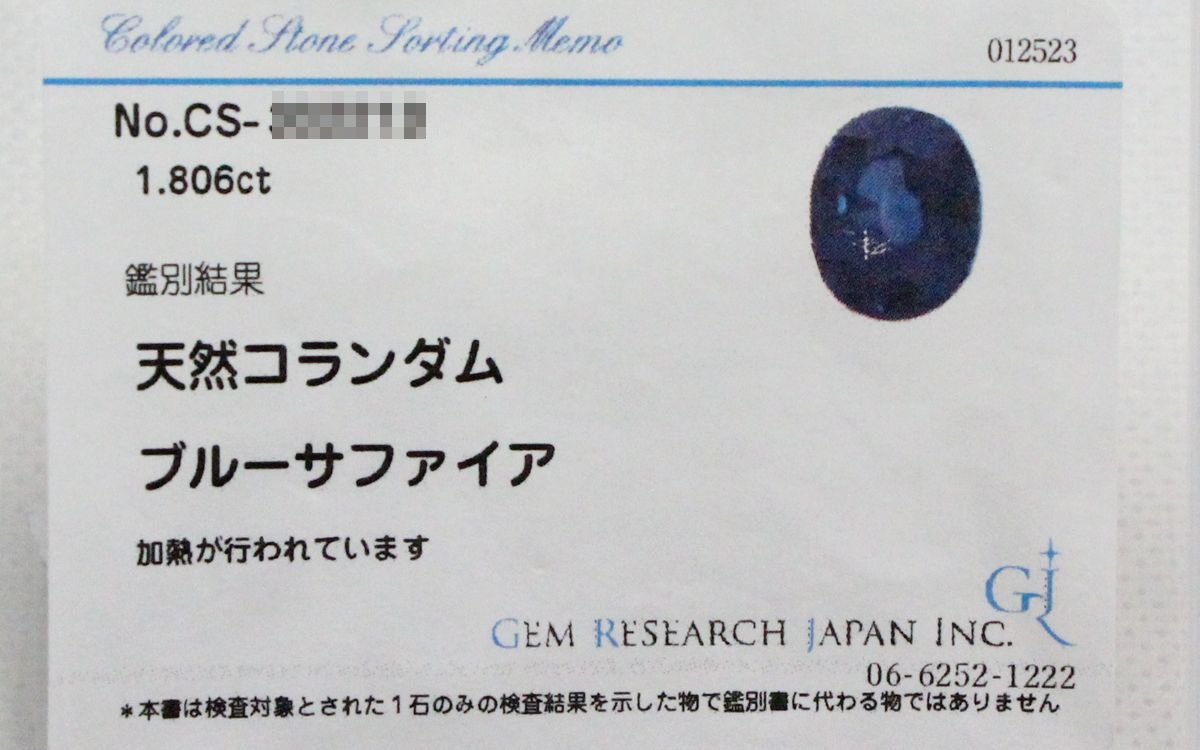 Colored Stone Sorting Memo
012523
No.CS-
1.806ct
鑑別結果
天然コランダム
ブルーサファイア
加熱が行われています
GJ
GEM RESEARCH JAPAN INC.
06-6252-1222
*本書は検査対象とされた1石のみの検査結果を示した物で鑑別書に代わる物ではありません